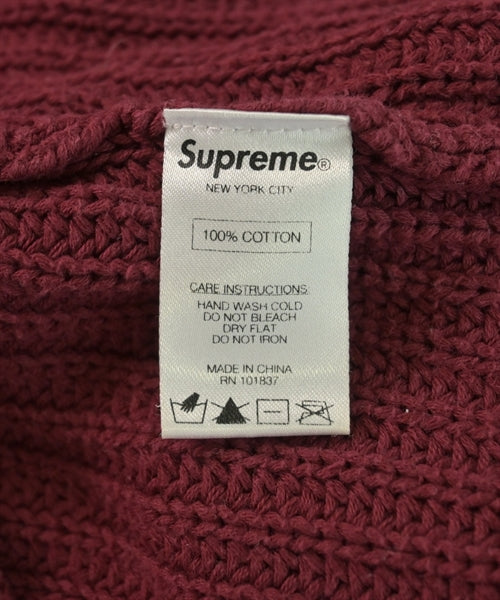 Supreme®
NEW YORK CITY
100% COTTON
CARE INSTRUCTIONS:
HAND WASH COLD
DO NOT BLEACH
DRY FLAT
DO NOT IRON
MADE IN CHINA
RN 101837